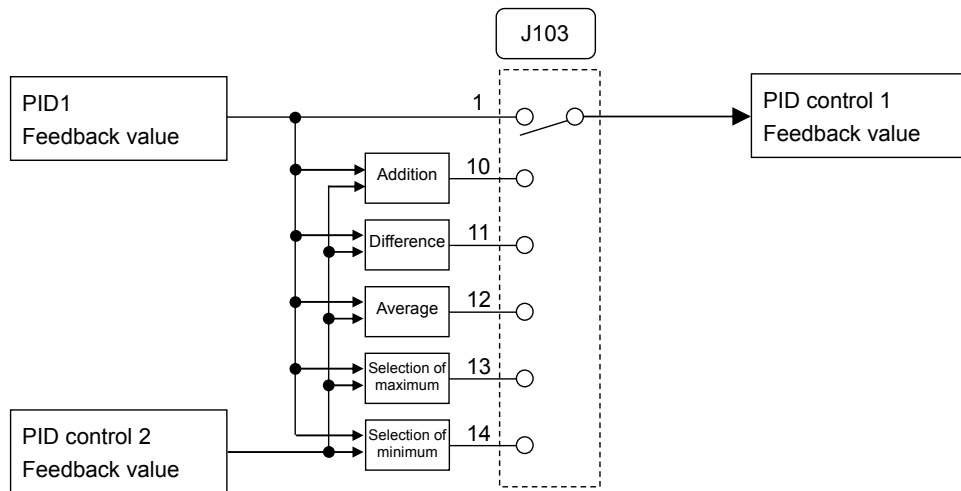 J103
PID1
Feedback value
1
PID control 1
Feedback value
Addition
10
Difference
11
Average
12
Selection of
maximum
13
PID control 2
Feedback value
Selection of
minimum
14